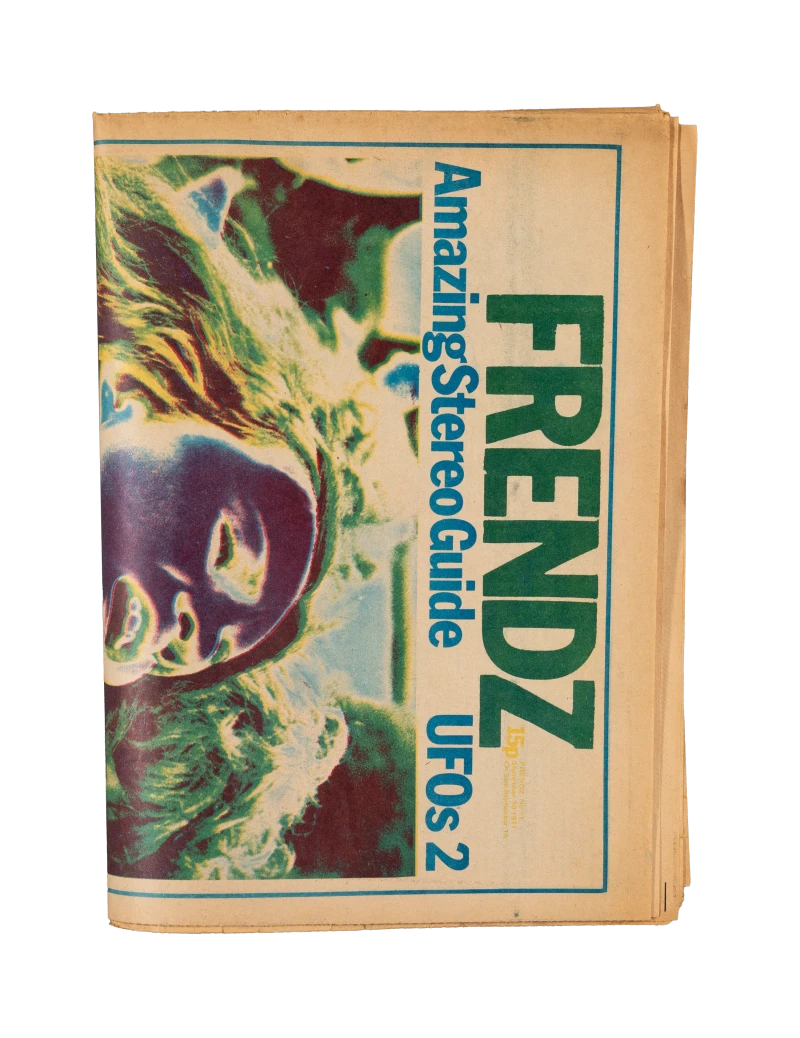 FRENDZ
15p
Amazing Stereo Guide UFOs 2